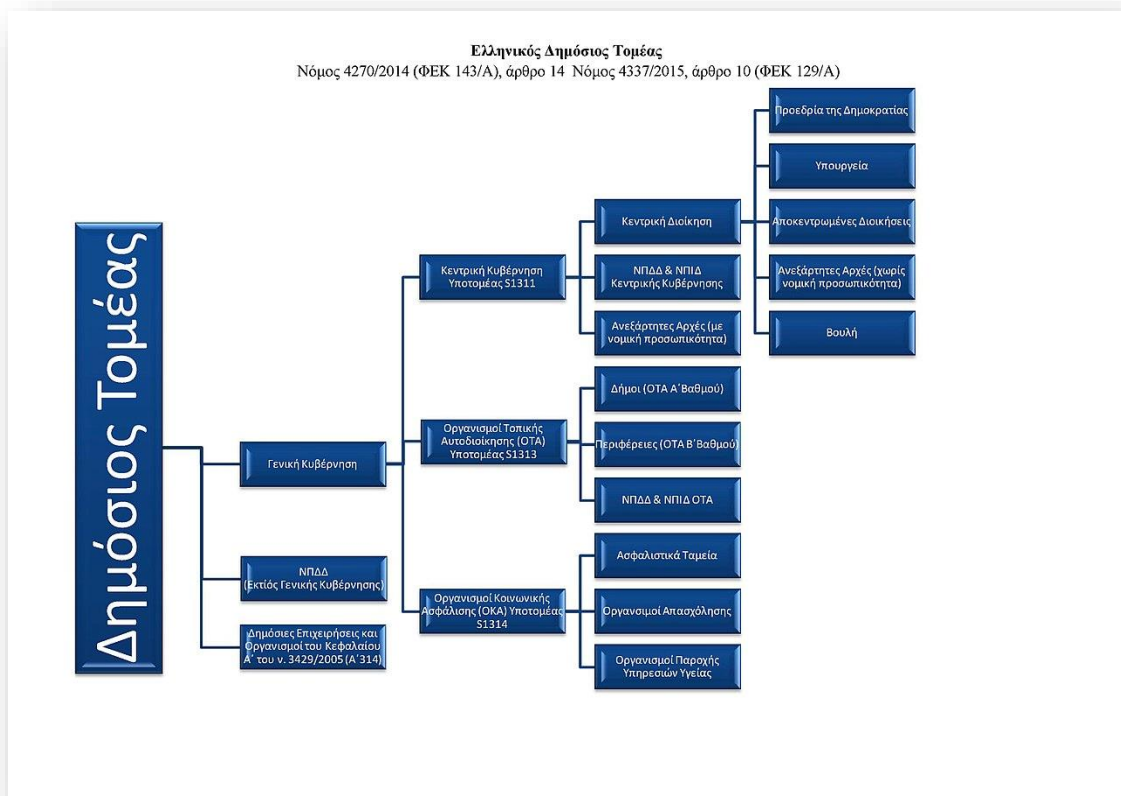 Ελληνικός Δημόσιος Τομέας
Νόμος 4270/2014 (ΦΕΚ 143/Α), άρθρο 14 Νόμος 4337/2015, άρθρο 10 (ΦΕΚ 129/Α)
Δημόσιος Τομέας
Γενική Κυβέρνηση
ΝΠΔΔ
(Εκτίός Γενικής Κυβέρνησης)
Δημόσιες Επιχειρήσεις και
Οργανισμοί του Κεφαλαίου
Α΄ του ν. 3429/2005 (Α΄314)
Κεντρική Κυβέρνηση
Υποτομέας S1311
Οργανισμοί Τοπικής
Αυτοδιοίκησης (ΟΤΑ)
Υποτομέας S1313
Οργανισμοί Κοινωνικής
Ασφάλισης (ΟΚΑ) Υποτομέας
S1314
Κεντρική Διοίκηση
ΝΠΔΔ & ΝΠΙΔ
Κεντρικής Κυβέρνησης
Ανεξάρτητες Αρχές (με
νομική προσωπικότητα)
Δήμοι (ΟΤΑ Α΄Βαθμού)
Περιφέρειες (ΟΤΑ Β΄Βαθμού)
ΝΠΔΔ & ΝΠΙΔ ΟΤΑ
Ασφαλιστικά Ταμεία
Οργανσιμοί Απασχόλησης
Οργανισμοί Παροχής
Υπηρεσιών Υγείας
Προεδρία της Δημοκρατίας
Υπουργεία
Αποκεντρωμένες Διοικήσεις
Ανεξάρτητες Αρχές (χωρίς
νομική προσωπικότητα)
Βουλή